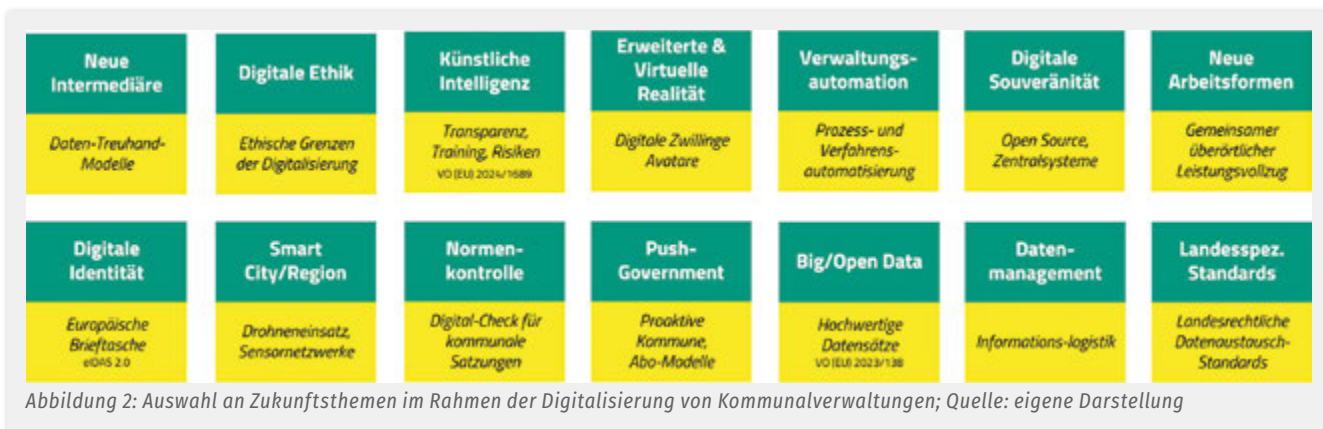 Neue
Intermediäre
Daten-Treuhand-
Modelle
Digitale Ethik
Ethische Grenzen
der Digitalisierung
Künstliche
Intelligenz
Transparenz,
Training, Risiken
VO (EU) 2024/1689
Erweiterte &
Virtuelle
Realität
Digitale Zwillinge
Avatare
Verwaltungs-
automation
Prozess- und
Verfahrens-
automatisierung
Digitale
Souveränität
Open Source,
Zentralsysteme
Neue
Arbeitsformen
Gemeinsamer
überörtlicher
Leistungsvollzug
Digitale
Identität
Europäische
Brieftasche
eIDAS 2.0
Smart
City/Region
Drohneneinsatz,
Sensornetzwerke
Normen-
kontrolle
Digital-Check für
kommunale
Satzungen
Push-
Government
Proaktive
Kommune,
Abo-Modelle
Big/Open Data
Hochwertige
Datensätze
VO (EU) 2023/138
Daten-
management
Informations-logistik
Landesspez.
Standards
Landesrechtliche
Datenaustausch-
Standards
Abbildung 2: Auswahl an Zukunftsthemen im Rahmen der Digitalisierung von Kommunalverwaltungen; Quelle: eigene Darstellung